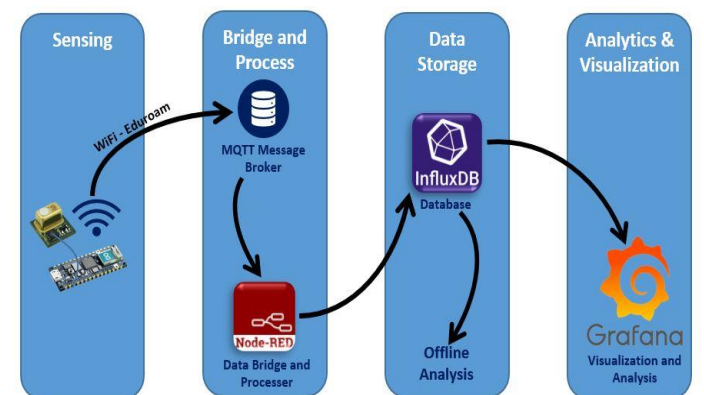 Sensing
WiFi - Eduroam
Bridge and
Process
MQTT Message
Broker
Node-RED
Data Bridge and
Processer
Data
Storage
InfluxDB
Database
Offline
Analysis
Analytics &
Visualization
Grafana
Visualization and
Analysis